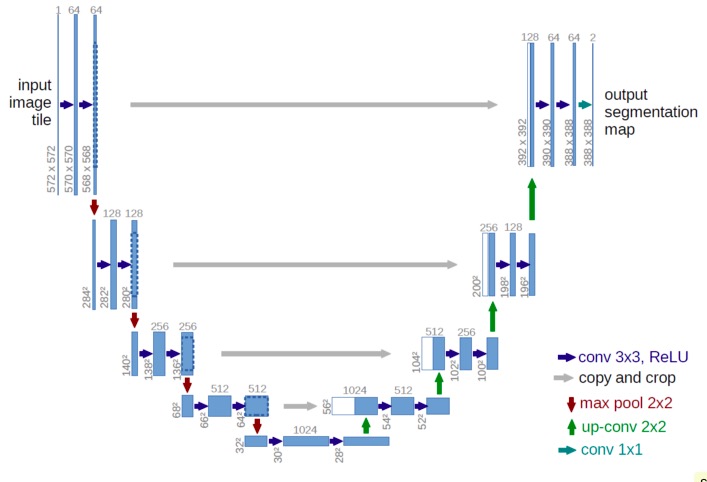 1 64 64
input
image
tile
572 x 572
570 x 570
568 x 568
128 64 64 2
output
segmentation
map
392 x 392
390 x 390
388 x 388
388 x 388
128 128
284²
282²
280²
256 128
200²
198²
196²
256 256
140²
138²
136²
512 256
104²
102²
100²
512 512
68²
66²
64²
1024 512
56²
54²
52²
1024
32²
30²
28²
conv 3x3, ReLU
copy and crop
max pool 2x2
up-conv 2x2
conv 1x1